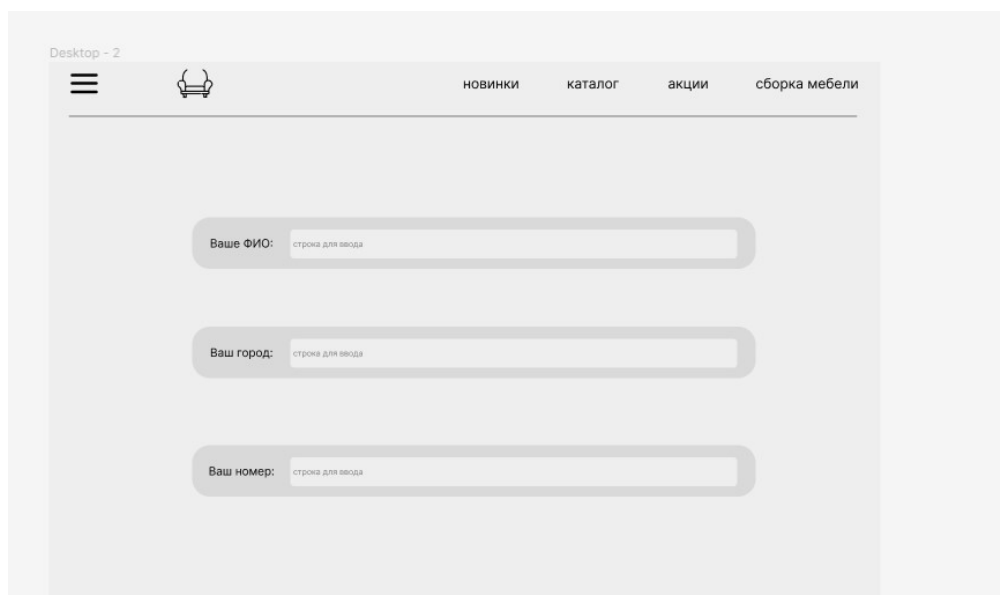 Desktop - 2
новинки каталог акции сборка мебели
Ваше ФИО: строка для ввода
Ваш город: строка для ввода
Ваш номер: строка для ввода